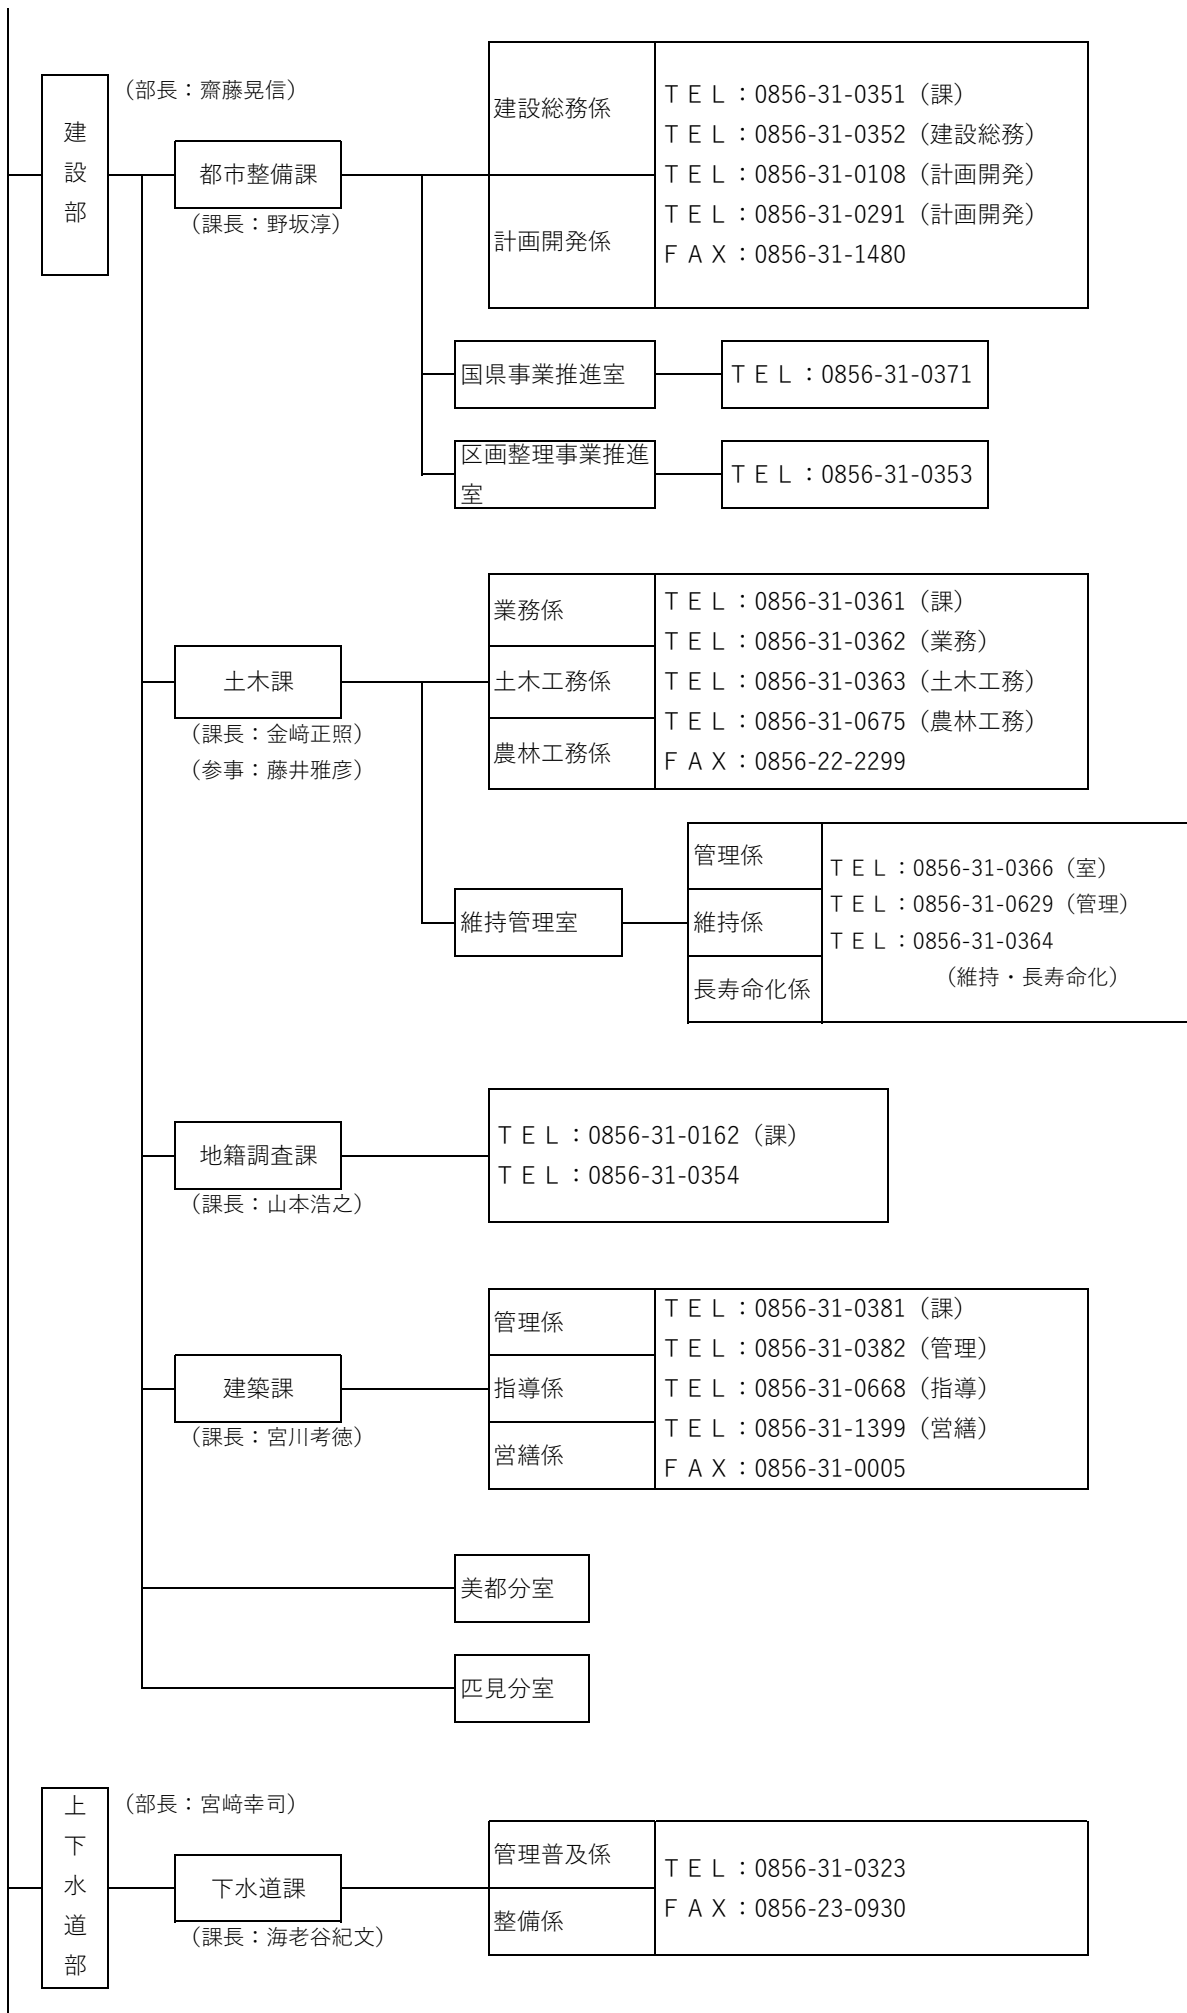 建設部
（部長：齋藤晃信）
都市整備課
（課長：野坂淳）
建設総務係
計画開発係
ＴＥＬ：0856-31-0351（課）
ＴＥＬ：0856-31-0352（建設総務）
ＴＥＬ：0856-31-0108（計画開発）
ＴＥＬ：0856-31-0291（計画開発）
ＦＡＸ：0856-31-1480
国県事業推進室
ＴＥＬ：0856-31-0371
区画整理事業推進
室
ＴＥＬ：0856-31-0353
土木課
（課長：金﨑正照）
（参事：藤井雅彦）
業務係
土木工務係
農林工務係
ＴＥＬ：0856-31-0361（課）
ＴＥＬ：0856-31-0362（業務）
ＴＥＬ：0856-31-0363（土木工務）
ＴＥＬ：0856-31-0675（農林工務）
ＦＡＸ：0856-22-2299
維持管理室
管理係
維持係
長寿命化係
ＴＥＬ：0856-31-0366（室）
ＴＥＬ：0856-31-0629（管理）
ＴＥＬ：0856-31-0364
（維持・長寿命化）
地籍調査課
（課長：山本浩之）
ＴＥＬ：0856-31-0162（課）
ＴＥＬ：0856-31-0354
建築課
（課長：宮川考徳）
管理係
指導係
営繕係
ＴＥＬ：0856-31-0381（課）
ＴＥＬ：0856-31-0382（管理）
ＴＥＬ：0856-31-0668（指導）
ＴＥＬ：0856-31-1399（営繕）
ＦＡＸ：0856-31-0005
美都分室
匹見分室
上下水道部
（部長：宮﨑幸司）
下水道課
（課長：海老谷紀文）
管理普及係
整備係
ＴＥＬ：0856-31-0323
ＦＡＸ：0856-23-0930